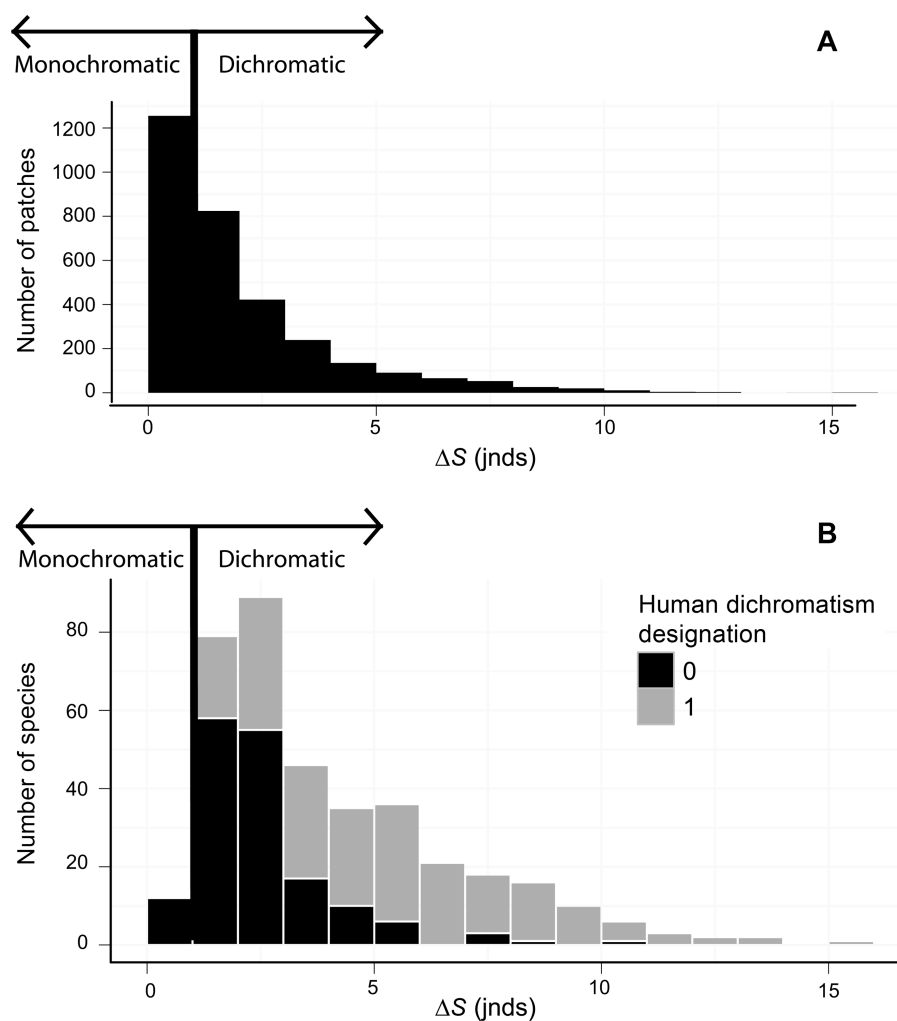 Monochromatic Dichromatic
A
1200
1000
800
600
400
200
0
Number of patches
0 5 10 15
ΔS (jnds)
B
Monochromatic Dichromatic
Human dichromatism
designation
0
1
80
60
40
20
0
Number of species
0 5 10 15
ΔS (jnds)